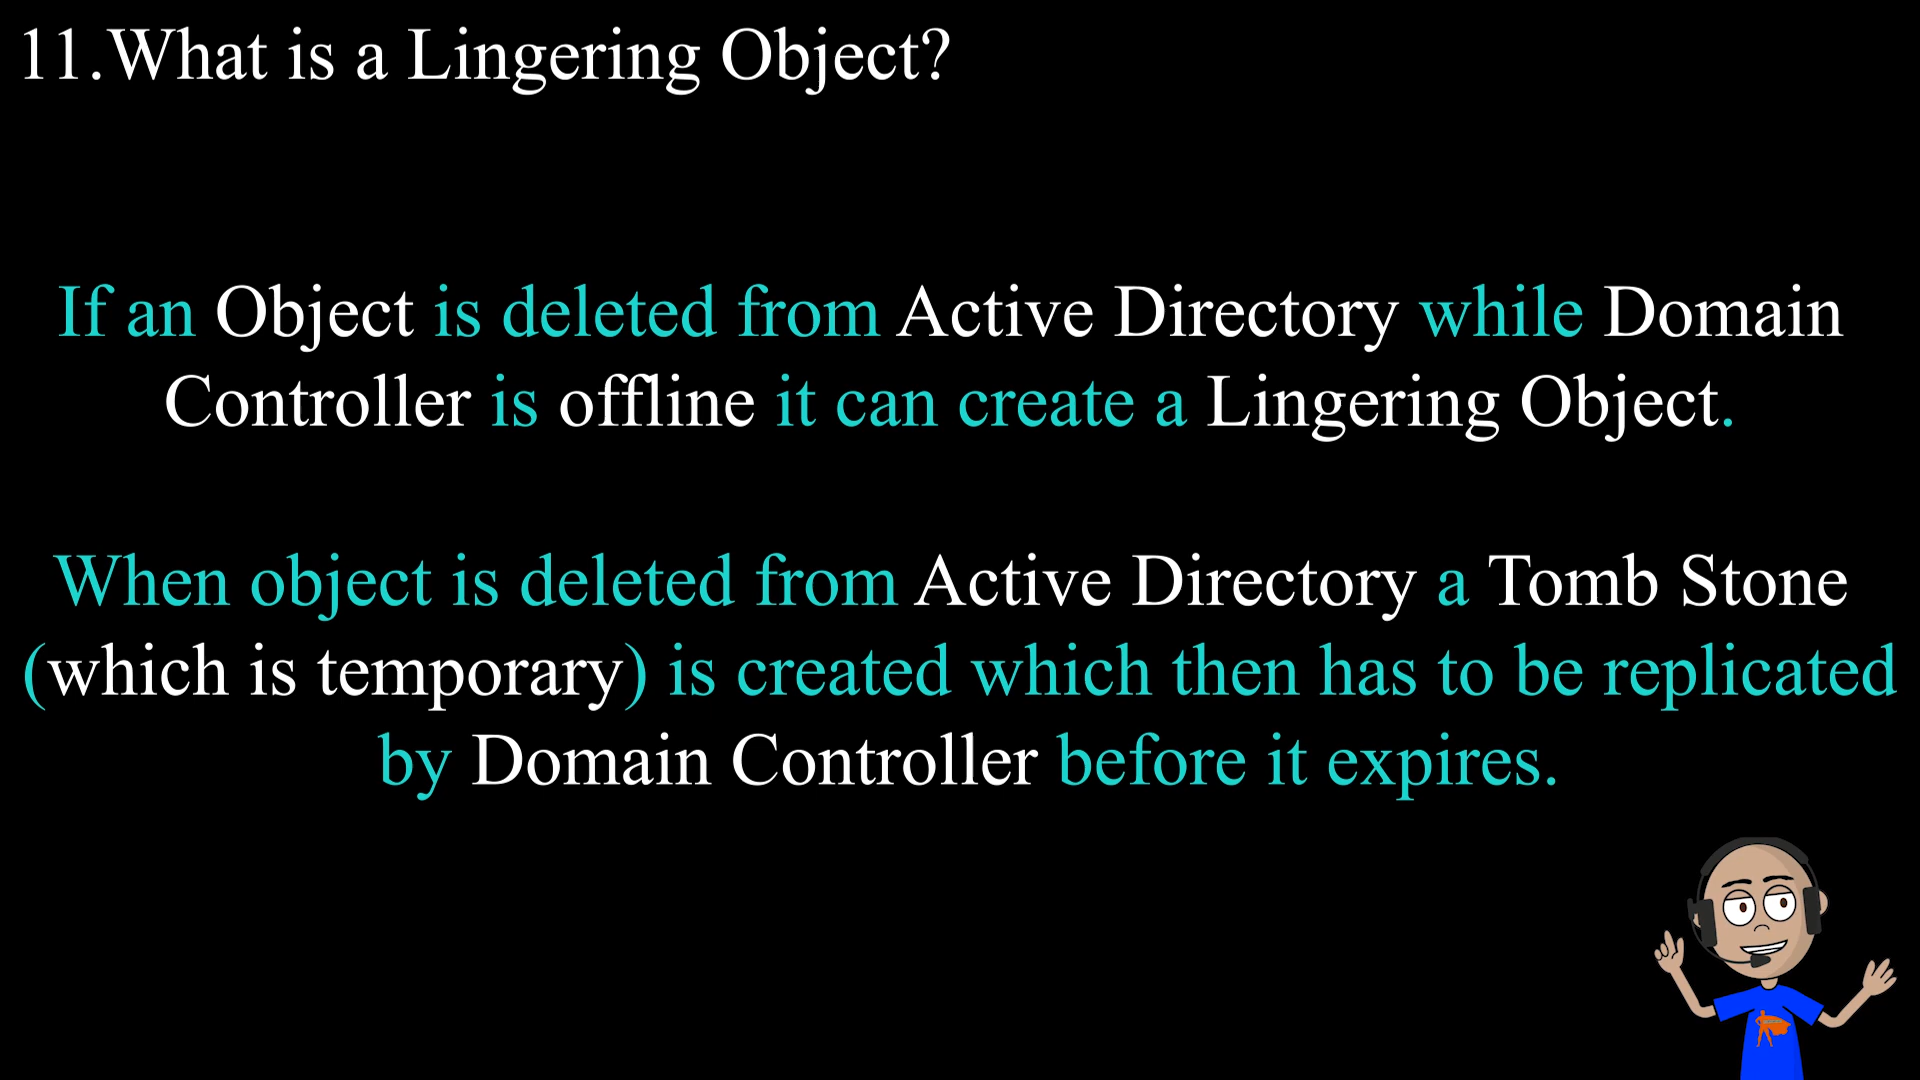 11.What is a Lingering Object?
If an Object is deleted from Active Directory while Domain
Controller is offline it can create a Lingering Object.
When object is deleted from Active Directory a Tomb Stone
(which is temporary) is created which then has to be replicated
by Domain Controller before it expires.